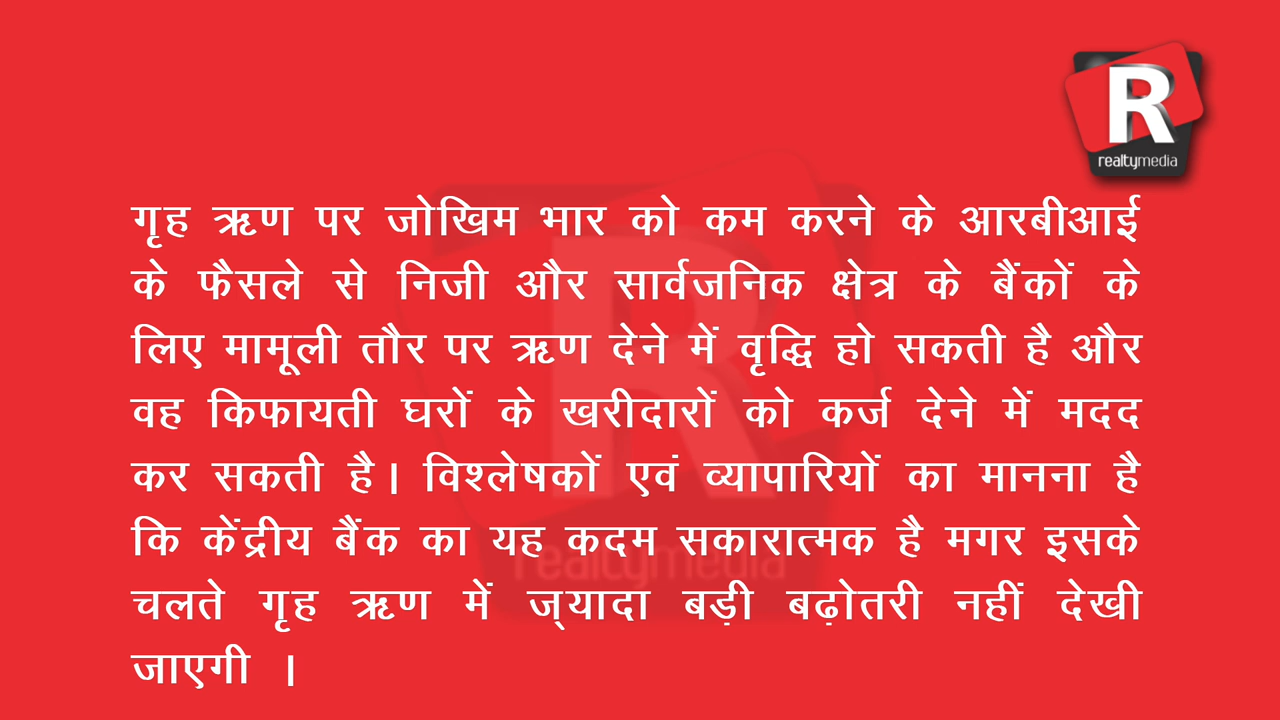 R
realtymedia
गृह ऋण पर जोखिम भार को कम करने के आरबीआई
के फैसले से निजी और सार्वजनिक क्षेत्र के बैंकों के
लिए मामूली तौर पर ऋण देने में वृद्धि हो सकती है और
वह किफायती घरों के खरीदारों को कर्ज देने में मदद
कर सकती है। विश्लेषकों एवं व्यापारियों का मानना है
कि केंद्रीय बैंक का यह कदम सकारात्मक है मगर इसके
चलते गृह ऋण में ज्‌यादा बड़ी बढ़ोतरी नहीं देखी
जाएगी ।
R
realtymedia